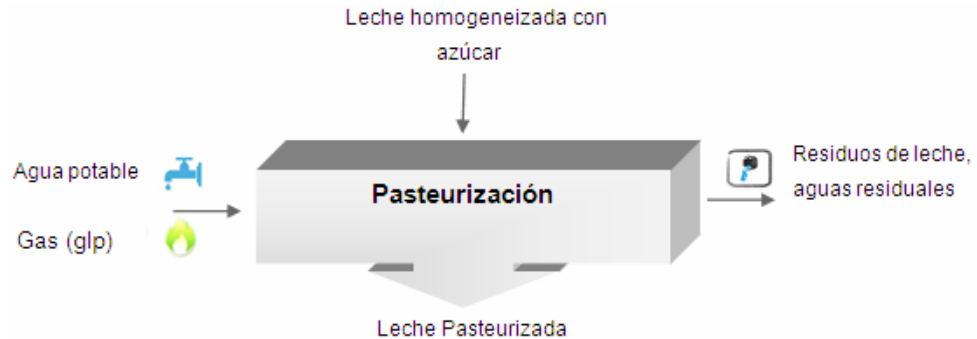 Leche homogeneizada con
azúcar
Agua potable
Gas (glp)
Pasteurización
Residuos de leche,
aguas residuales
Leche Pasteurizada